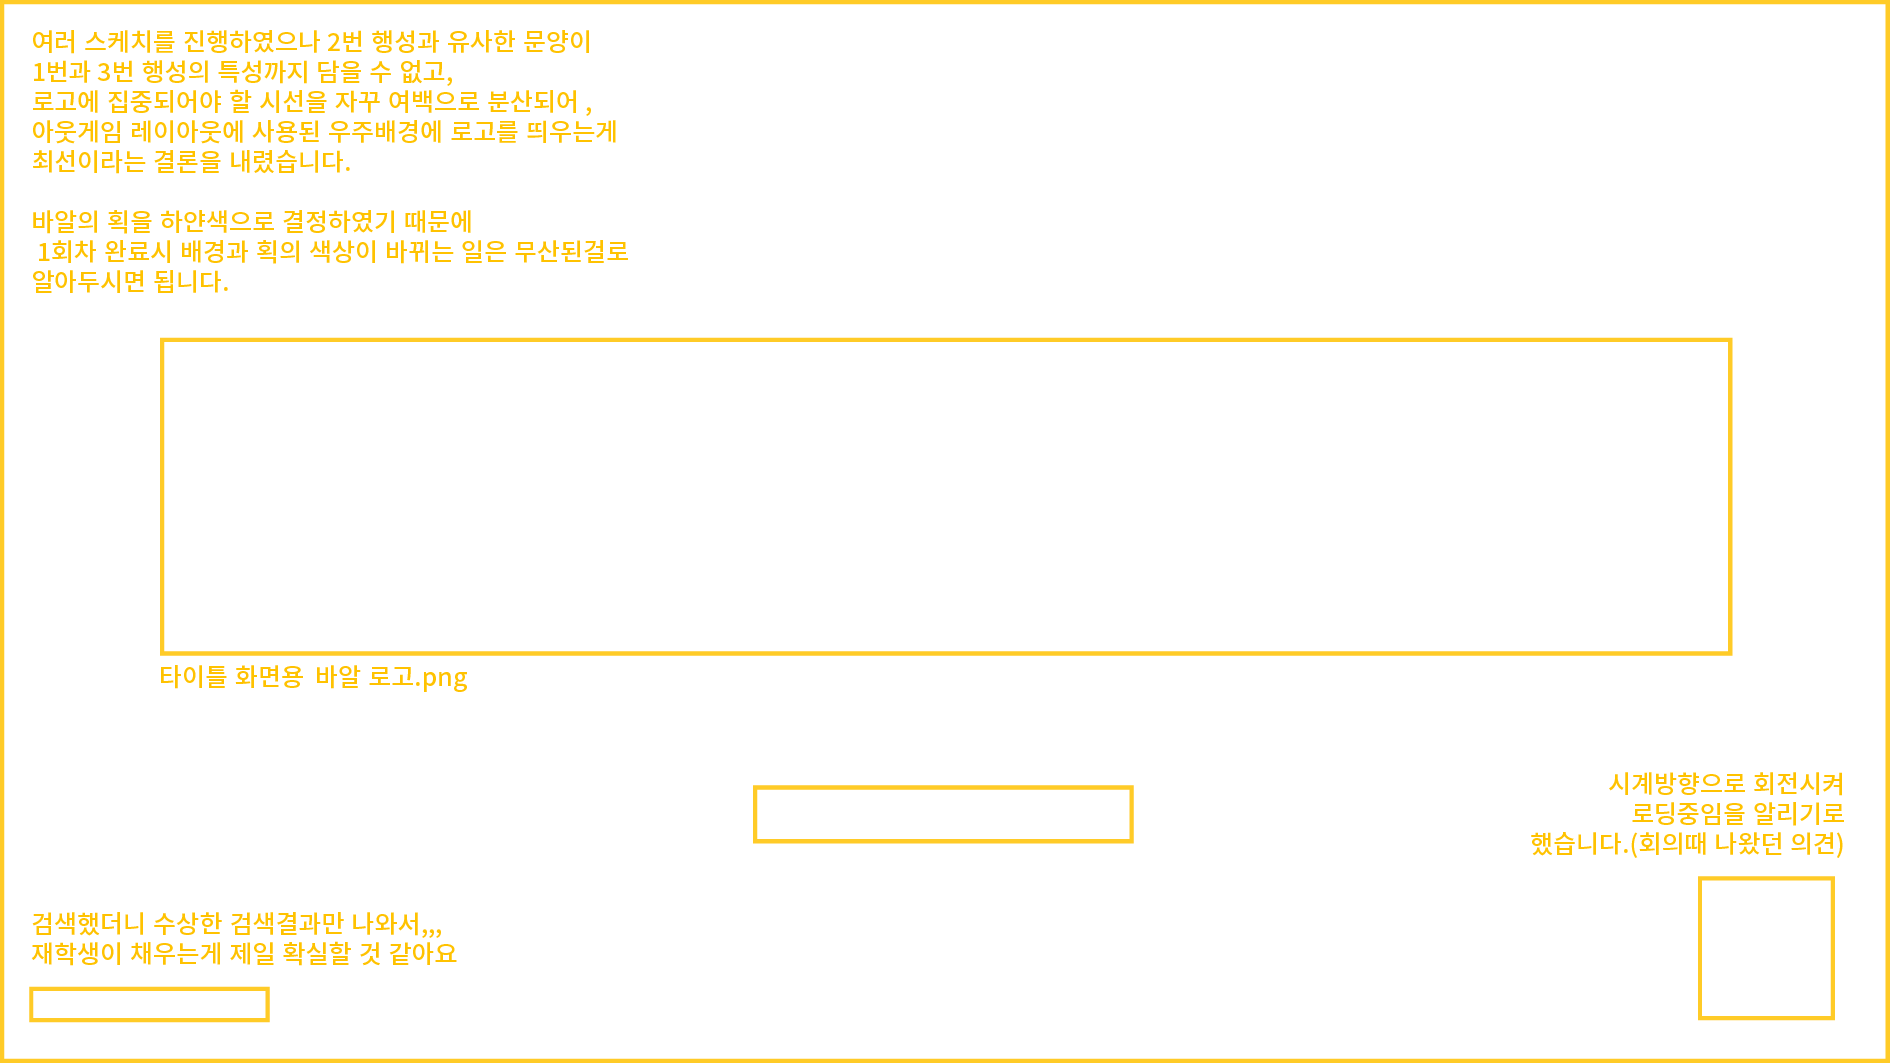 여러 스케치를 진행하였으나 2번 행성과 유사한 문양이
1번과 3번 행성의 특성까지 담을 수 없고,
로고에 집중되어야 할 시선을 자꾸 여백으로 분산되어 ,
아웃게임 레이아웃에 사용된 우주배경에 로고를 띄우는게
최선이라는 결론을 내렸습니다.
바알의 획을 하얀색으로 결정하였기 때문에
1회차 완료시 배경과 획의 색상이 바뀌는 일은 무산된걸로
알아두시면 됩니다.
타이틀 화면용 바알 로고.png
시계방향으로 회전시켜
로딩중임을 알리기로
했습니다.(회의때 나왔던 의견)
검색했더니 수상한 검색결과만 나와서,,,
재학생이 채우는게 제일 확실할 것 같아요